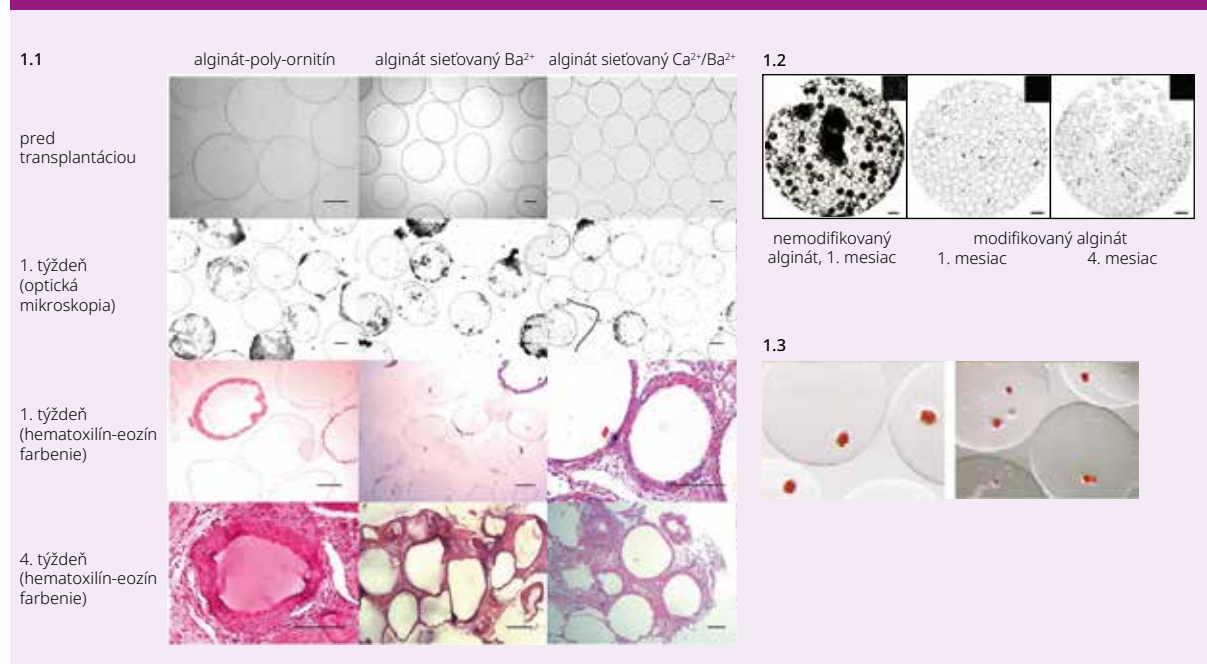 1.1
alginát-poly-ornitín
alginát sieťovaný Ba²⁺
alginát sieťovaný Ca²⁺/Ba²⁺
pred
transplantáciou
1. týždeň
(optická
mikroskopia)
1. týždeň
(hematoxilín-eozín
farbenie)
4. týždeň
(hematoxilín-eozín
farbenie)
1.2
nemodifikovaný
alginát, 1. mesiac
modifikovaný alginát
1. mesiac
4. mesiac
1.3